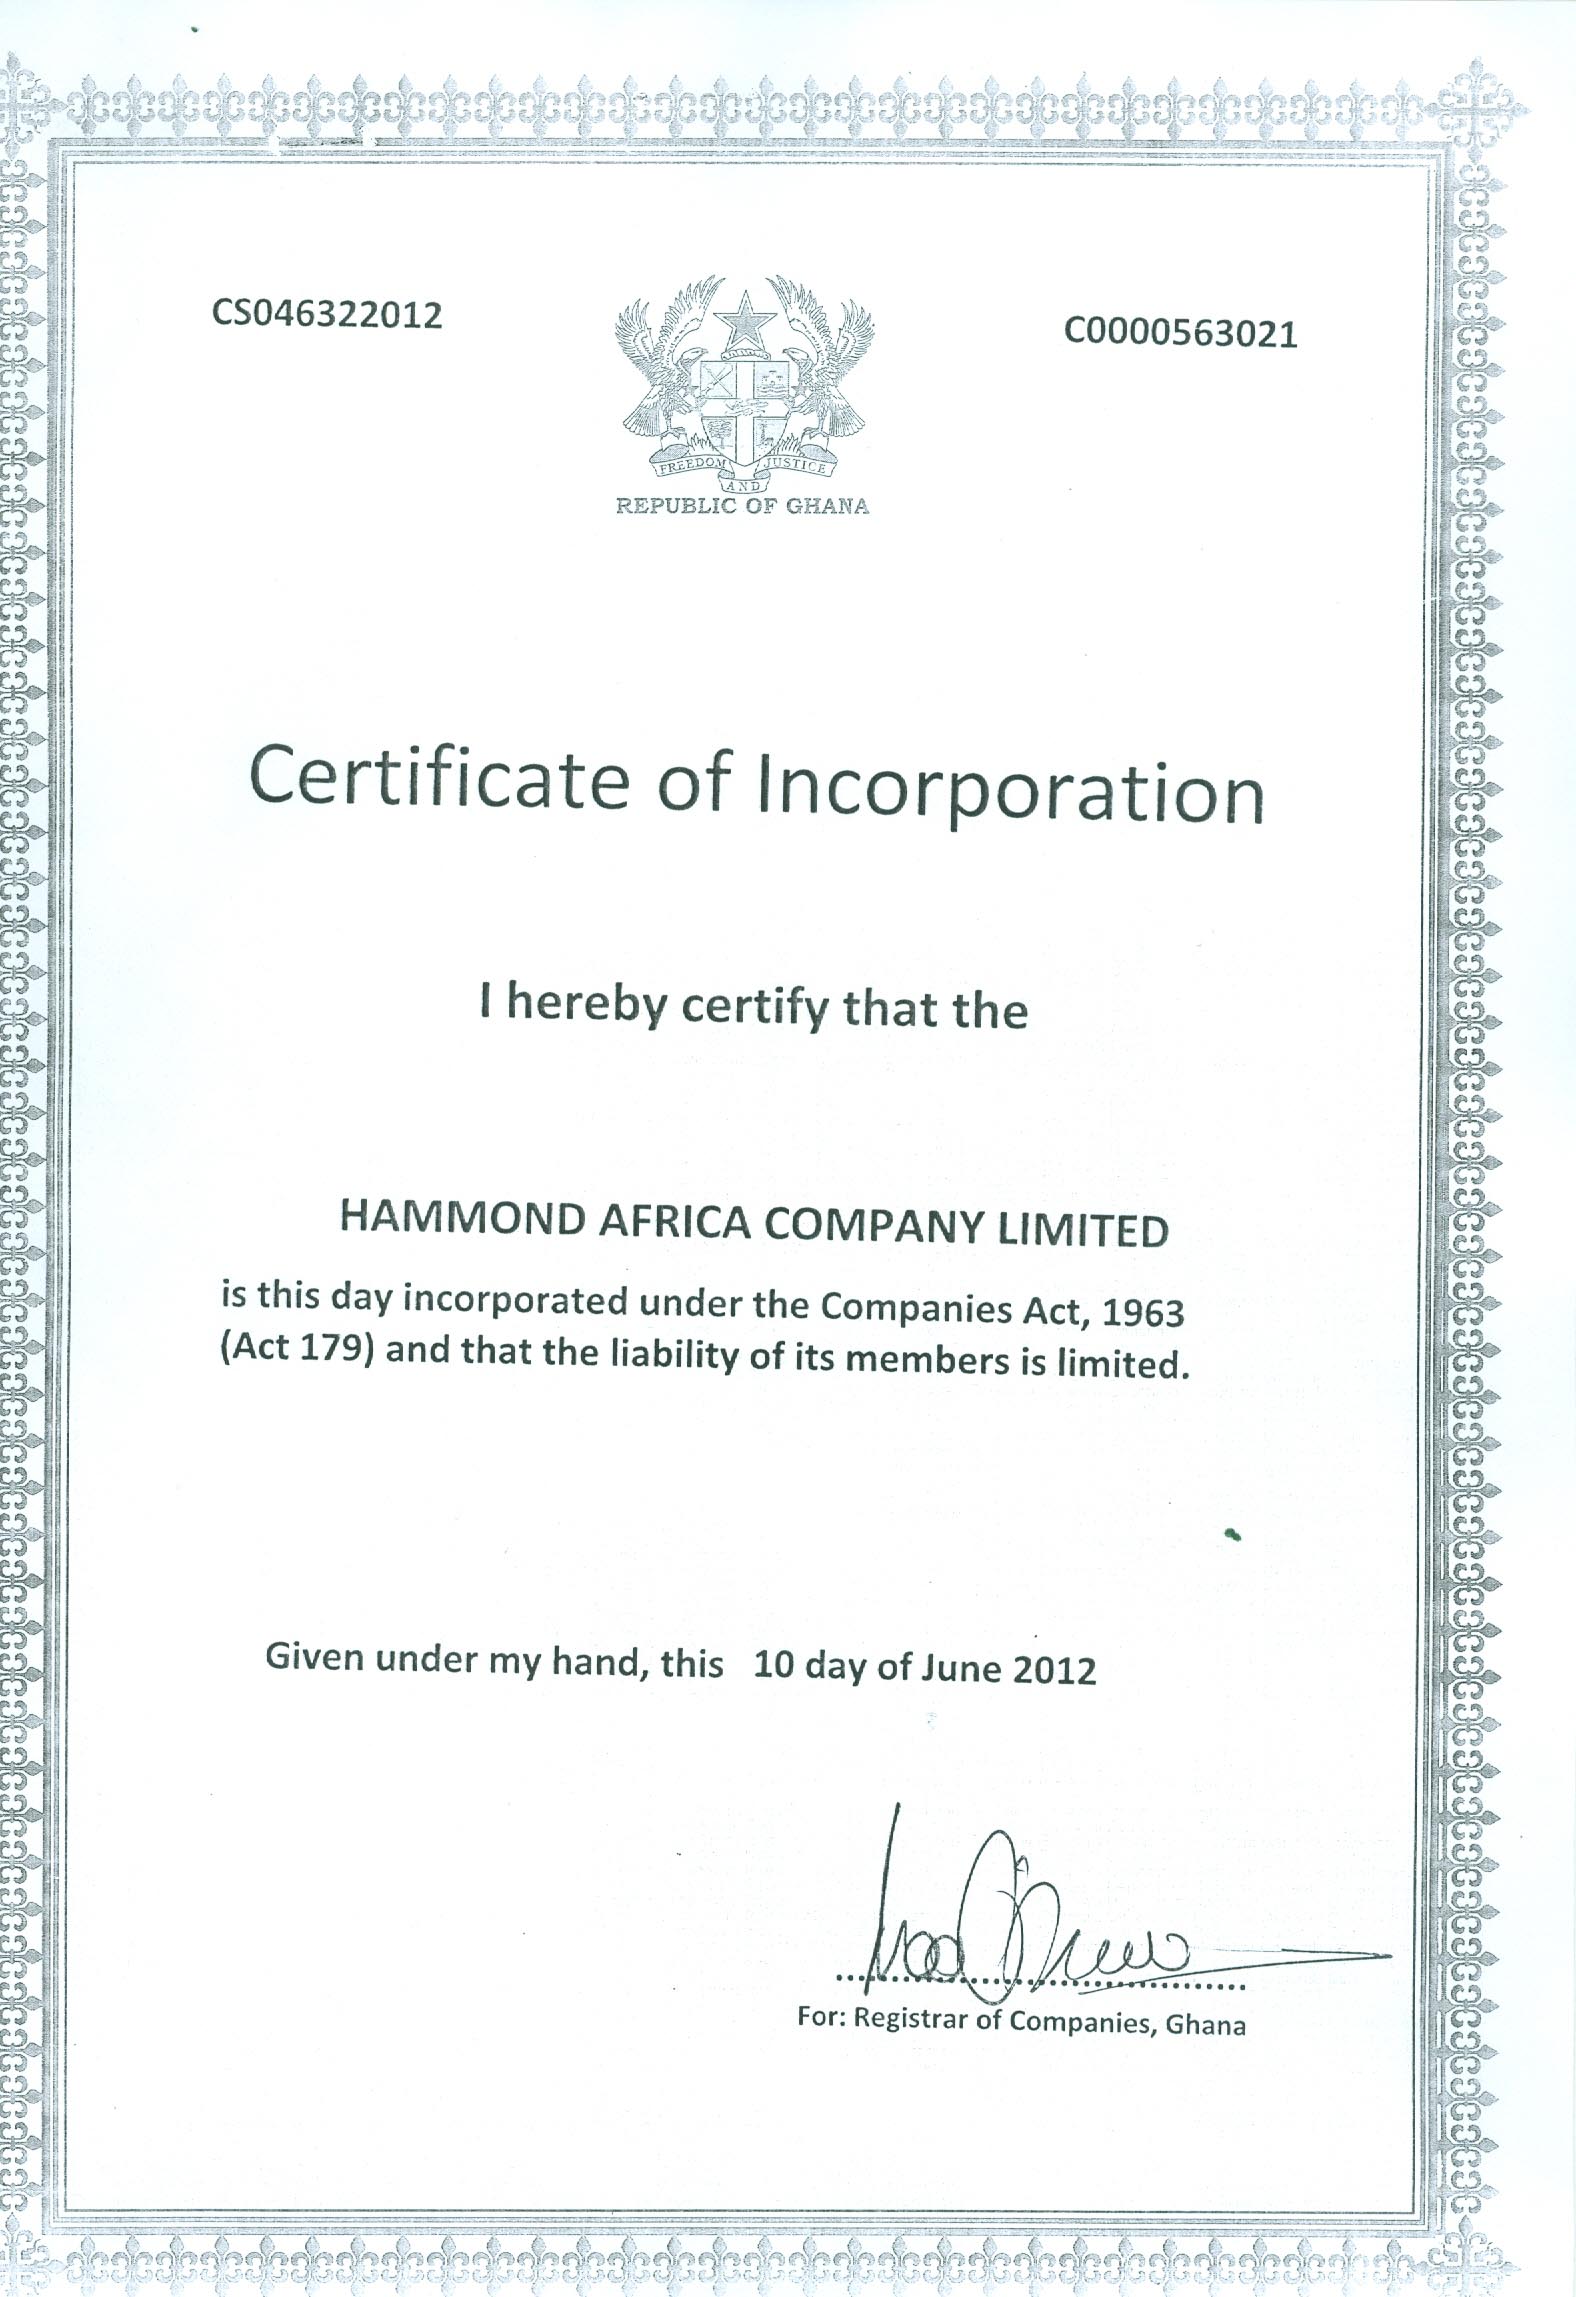 CS046322012
C0000563021
FREEDOM AND JUSTICE
REPUBLIC OF GHANA
Certificate of Incorporation
I hereby certify that the
HAMMOND AFRICA COMPANY LIMITED
is this day incorporated under the Companies Act, 1963
(Act 179) and that the liability of its members is limited.
Given under my hand, this 10 day of June 2012
For: Registrar of Companies, Ghana